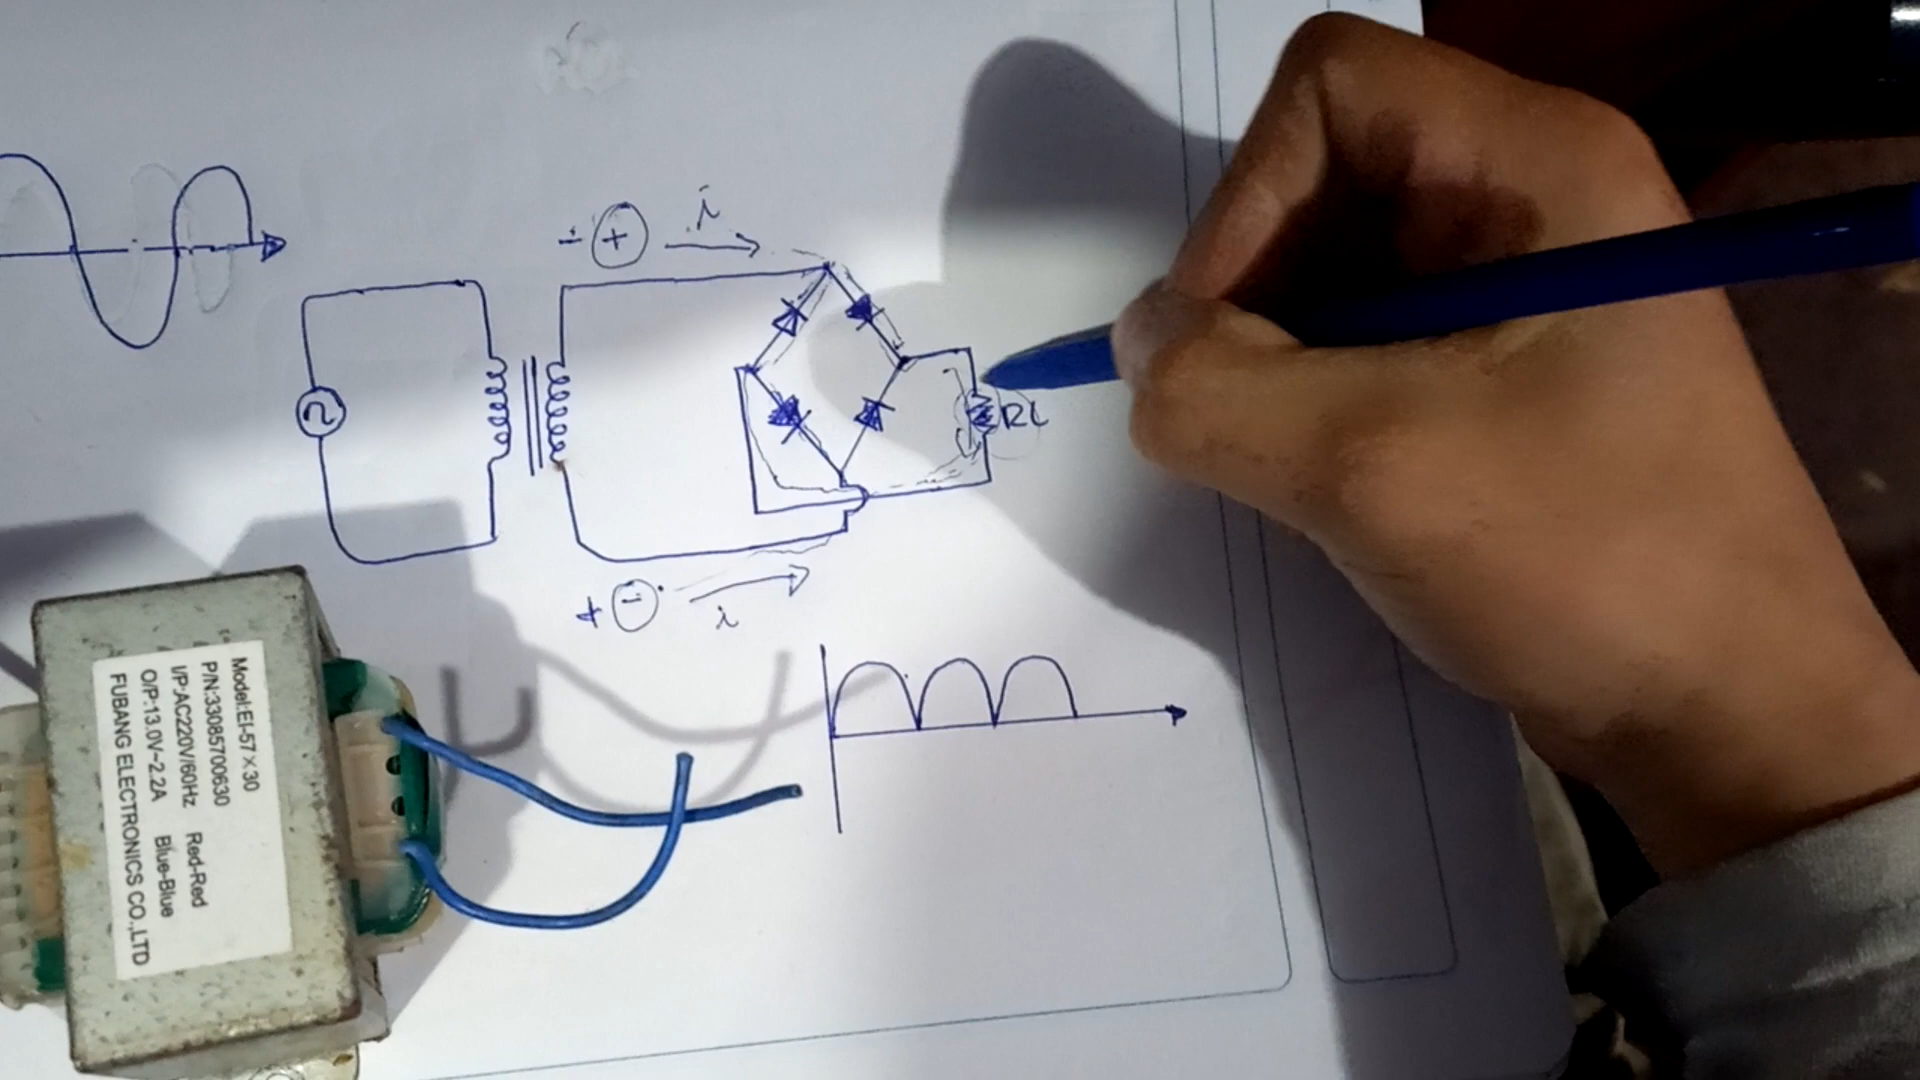 - + i
RL
+ - i
Model:EI-57×30
P/N:33085700630
I/P:AC220V/60Hz Red-Red
O/P:13.0V~2.2A Blue-Blue
FUBANG ELECTRONICS CO.,LTD